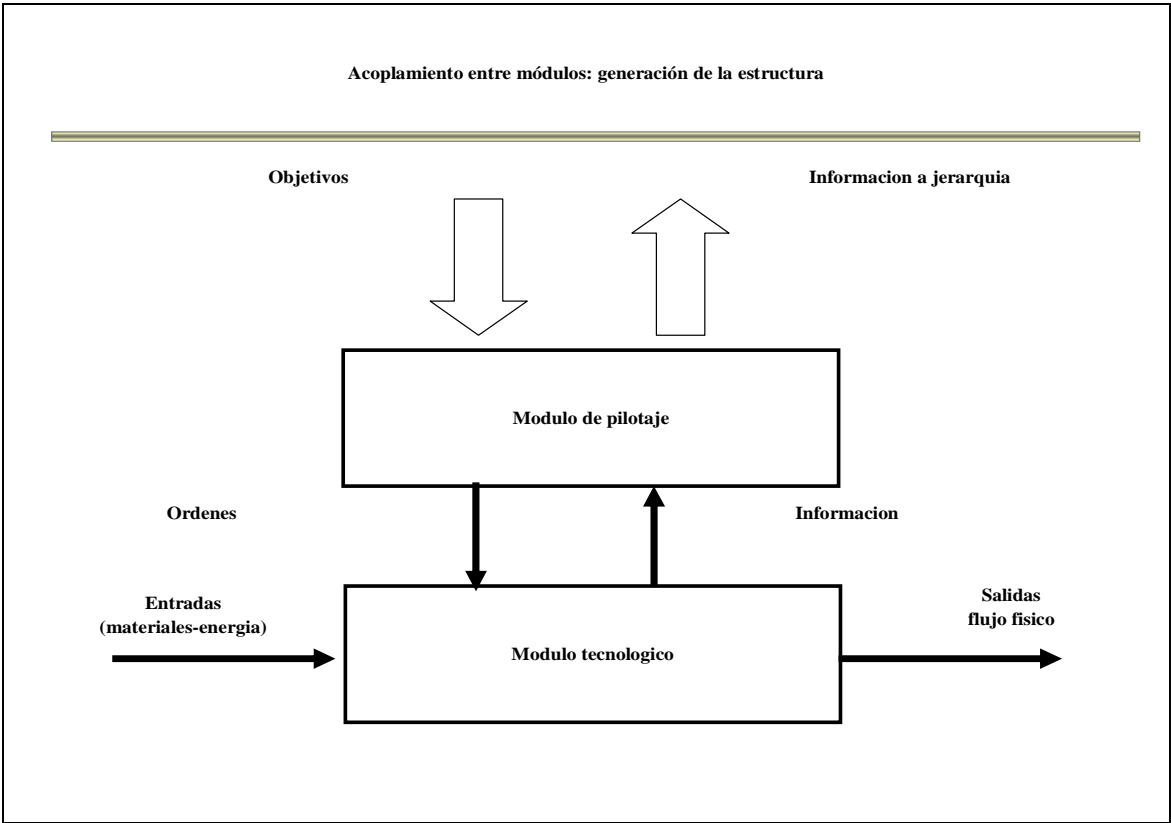 Acoplamiento entre módulos: generación de la estructura
Objetivos
Informacion a jerarquia
Modulo de pilotaje
Ordenes
Informacion
Entradas
(materiales-energia)
Salidas
flujo fisico
Modulo tecnologico